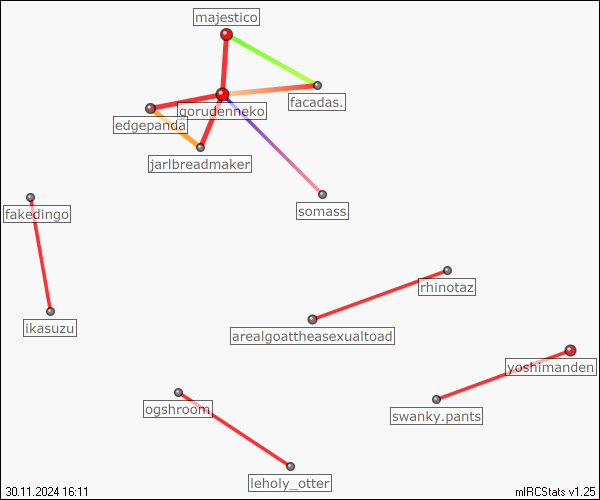 majestico
gorudenneko
facadas.
edgepanda
jarlbreadmaker
somass
fakedingo
ikasuzu
rhinotaz
arealgoattheasexualtoad
yoshimanden
swanky.pants
ogshroom
leholy_otter
30.11.2024 16:11
mIRCStats v1.25